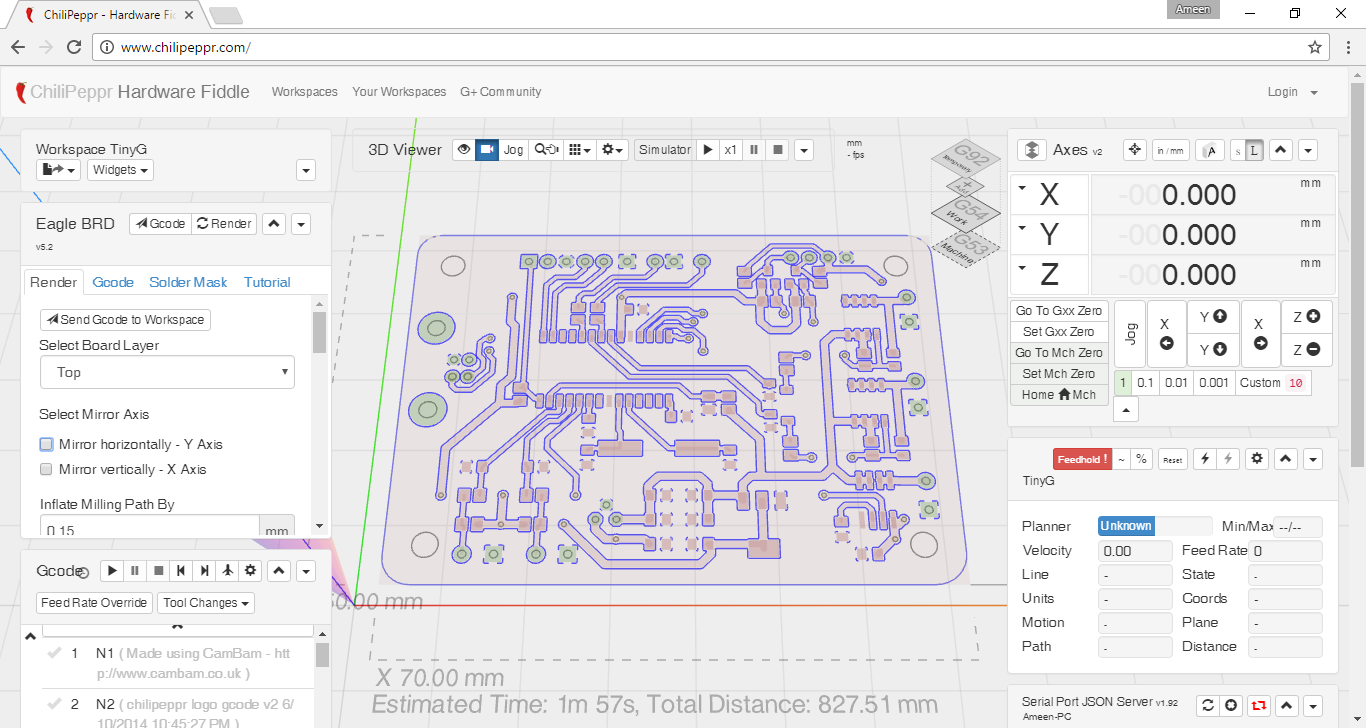 ChiliPeppr - Hardware Fi
Ameen
www.chilipeppr.com/
ChiliPeppr Hardware Fiddle Workspaces Your Workspaces G+ Community Login
Workspace TinyG
Widgets
Eagle BRD Gcode Render
v5.2
Render Gcode Solder Mask Tutorial
Send Gcode to Workspace
Select Board Layer
Top
Select Mirror Axis
Mirror horizontally - Y Axis
Mirror vertically - X Axis
Inflate Milling Path By
0.15 mm
Gcode
Feed Rate Override Tool Changes
1 N1 ( Made using CamBam - htt
p://www.cambam.co.uk )
2 N2 ( chilipeppr logo gcode v2 6/
10/2014 10:45:27 PM )
3D Viewer Jog Simulator x1
mm
- fps
G92
Temporary
G54
Work
G53
Machine
X 70.00 mm
Estimated Time: 1m 57s, Total Distance: 827.51 mm
Axes v2 in / mm A s L
X -000.000 mm
Y -000.000 mm
Z -000.000 mm
Go To Gxx Zero
Set Gxx Zero
Go To Mch Zero
Set Mch Zero
Home Mch
Jog X Y X Z
Y Z
1 0.1 0.01 0.001 Custom 10
Feedhold ! ~ % Reset
TinyG
Planner Unknown Min/Max --/--
Velocity 0.00 Feed Rate 0
Line - State -
Units - Coords -
Motion - Plane -
Path - Distance -
Serial Port JSON Server v1.92
Ameen-PC